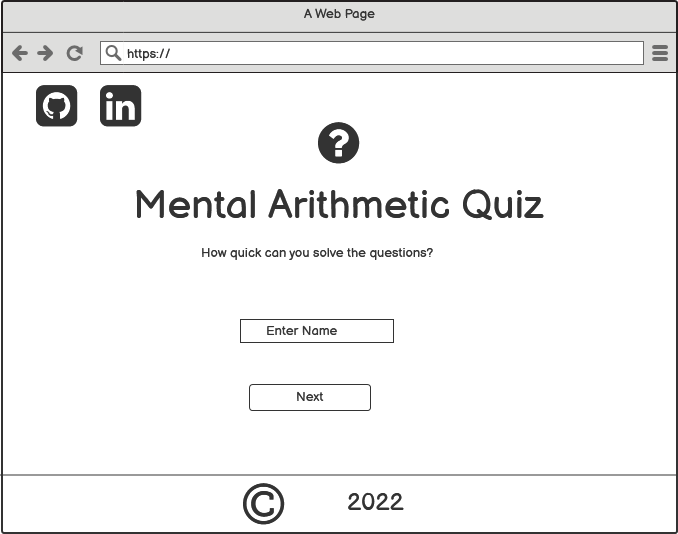 A Web Page
https://
in
?
Mental Arithmetic Quiz
How quick can you solve the questions?
Enter Name
Next
© 2022